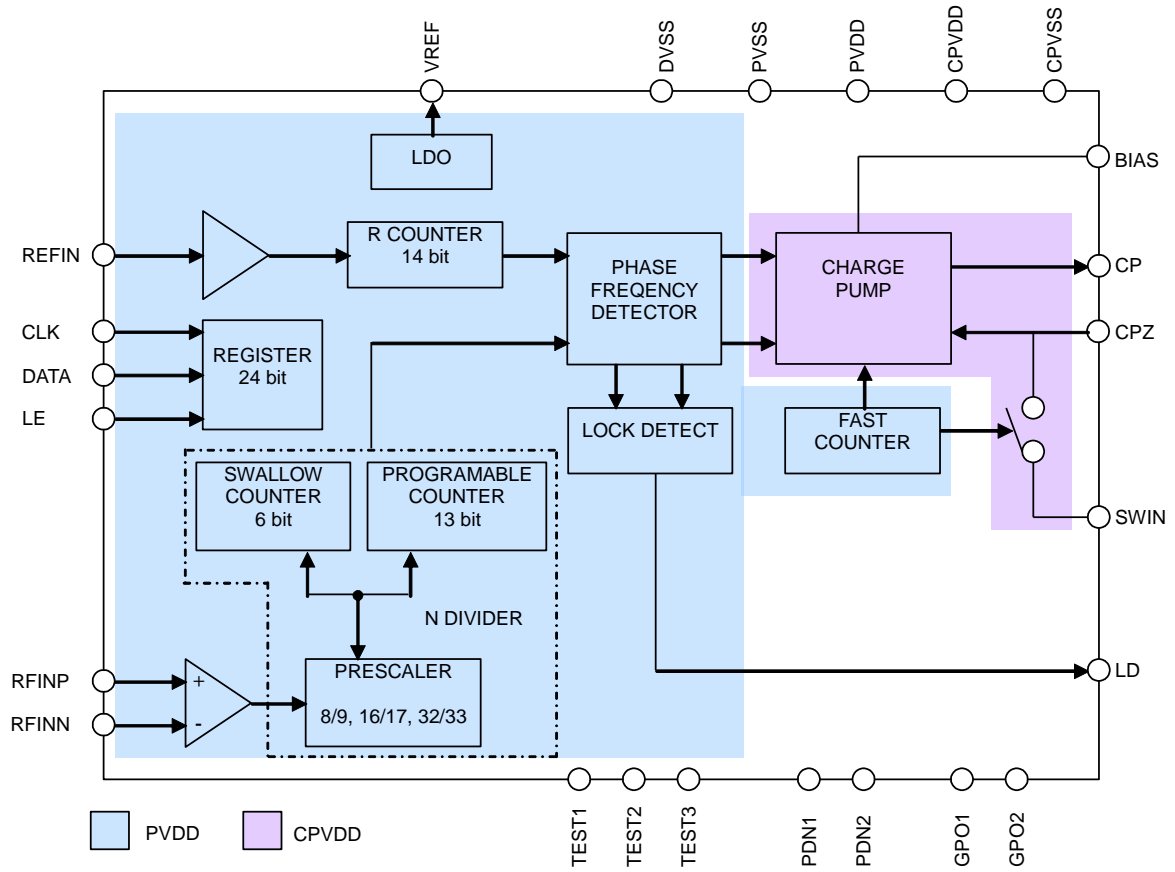 VREF
DVSS
PVSS
PVDD
CPVDD
CPVSS
LDO
BIAS
REFIN
R COUNTER
14 bit
PHASE
FREQENCY
DETECTOR
CHARGE
PUMP
CP
CLK
DATA
LE
REGISTER
24 bit
CPZ
LOCK DETECT
FAST
COUNTER
SWALLOW
COUNTER
6 bit
PROGRAMABLE
COUNTER
13 bit
SWIN
N DIVIDER
RFINP
RFINN
+
-
PRESCALER
8/9, 16/17, 32/33
LD
TEST1
TEST2
TEST3
PDN1
PDN2
GPO1
GPO2
PVDD
CPVDD